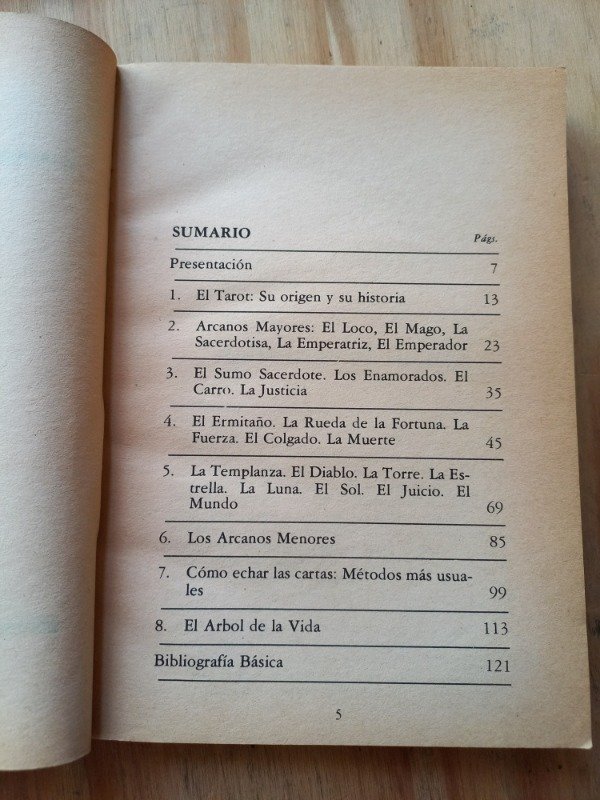 SUMARIO Págs.
Presentación 7
1. El Tarot: Su origen y su historia 13
2. Arcanos Mayores: El Loco, El Mago, La
Sacerdotisa, La Emperatriz, El Emperador 23
3. El Sumo Sacerdote. Los Enamorados. El
Carro. La Justicia 35
4. El Ermitaño. La Rueda de la Fortuna. La
Fuerza. El Colgado. La Muerte 45
5. La Templanza. El Diablo. La Torre. La Es-
trella. La Luna. El Sol. El Juicio. El
Mundo 69
6. Los Arcanos Menores 85
7. Cómo echar las cartas: Métodos más usua-
les 99
8. El Arbol de la Vida 113
Bibliografía Básica 121
5